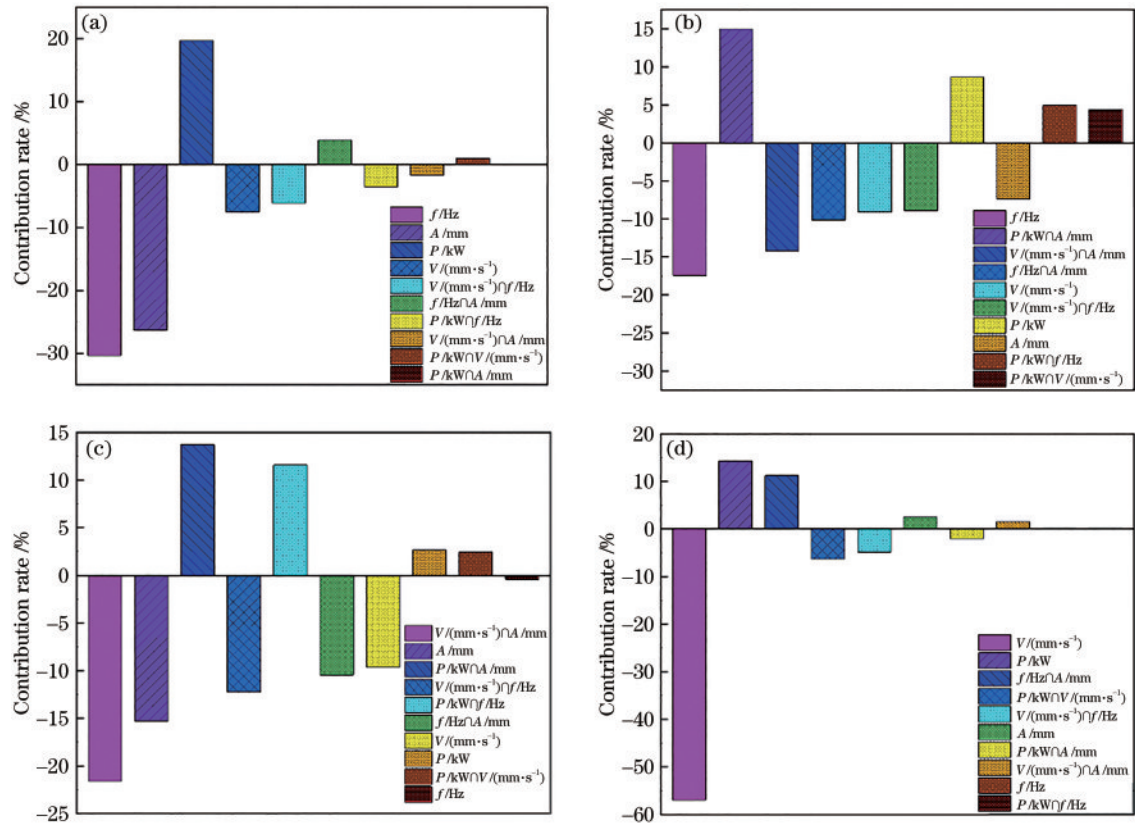 (a)
Contribution rate /%
20
10
0
−10
−20
−30
f/Hz
A/mm
P/kW
V/(mm·s⁻¹)
V/(mm·s⁻¹)∩f/Hz
f/Hz∩A/mm
P/kW∩f/Hz
V/(mm·s⁻¹)∩A/mm
P/kW∩V/(mm·s⁻¹)
P/kW∩A/mm
(b)
Contribution rate /%
15
10
5
0
−5
−10
−15
−20
−25
−30
f/Hz
P/kW∩A/mm
V/(mm·s⁻¹)∩A/mm
f/Hz∩A/mm
V/(mm·s⁻¹)
V/(mm·s⁻¹)∩f/Hz
P/kW
A/mm
P/kW∩f/Hz
P/kW∩V/(mm·s⁻¹)
(c)
Contribution rate /%
15
10
5
0
−5
−10
−15
−20
−25
V/(mm·s⁻¹)∩A/mm
A/mm
P/kW∩A/mm
V/(mm·s⁻¹)∩f/Hz
P/kW∩f/Hz
f/Hz∩A/mm
V/(mm·s⁻¹)
P/kW
P/kW∩V/(mm·s⁻¹)
f/Hz
(d)
Contribution rate /%
20
10
0
−10
−20
−30
−40
−50
−60
V/(mm·s⁻¹)
P/kW
f/Hz∩A/mm
P/kW∩V/(mm·s⁻¹)
V/(mm·s⁻¹)∩f/Hz
A/mm
P/kW∩A/mm
V/(mm·s⁻¹)∩A/mm
f/Hz
P/kW∩f/Hz